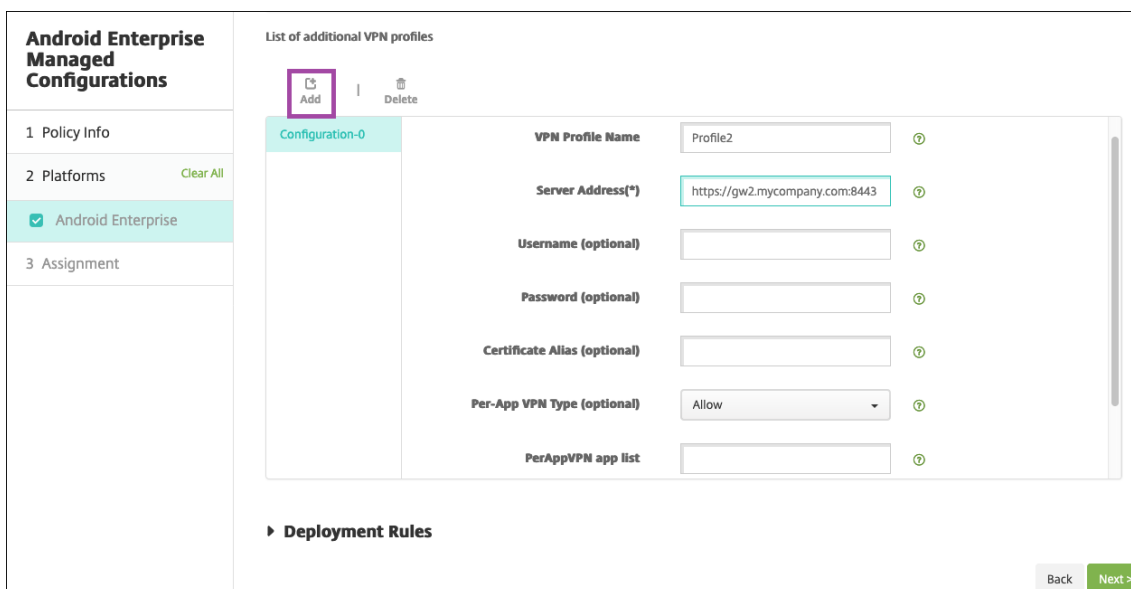 Android Enterprise
Managed
Configurations
1 Policy Info
2 Platforms
Clear All
Android Enterprise
3 Assignment
List of additional VPN profiles
Add
Delete
Configuration-0
VPN Profile Name
Profile2
Server Address(*)
https://gw2.mycompany.com:8443
Username (optional)
Password (optional)
Certificate Alias (optional)
Per-App VPN Type (optional)
Allow
PerAppVPN app list
Deployment Rules
Back
Next >